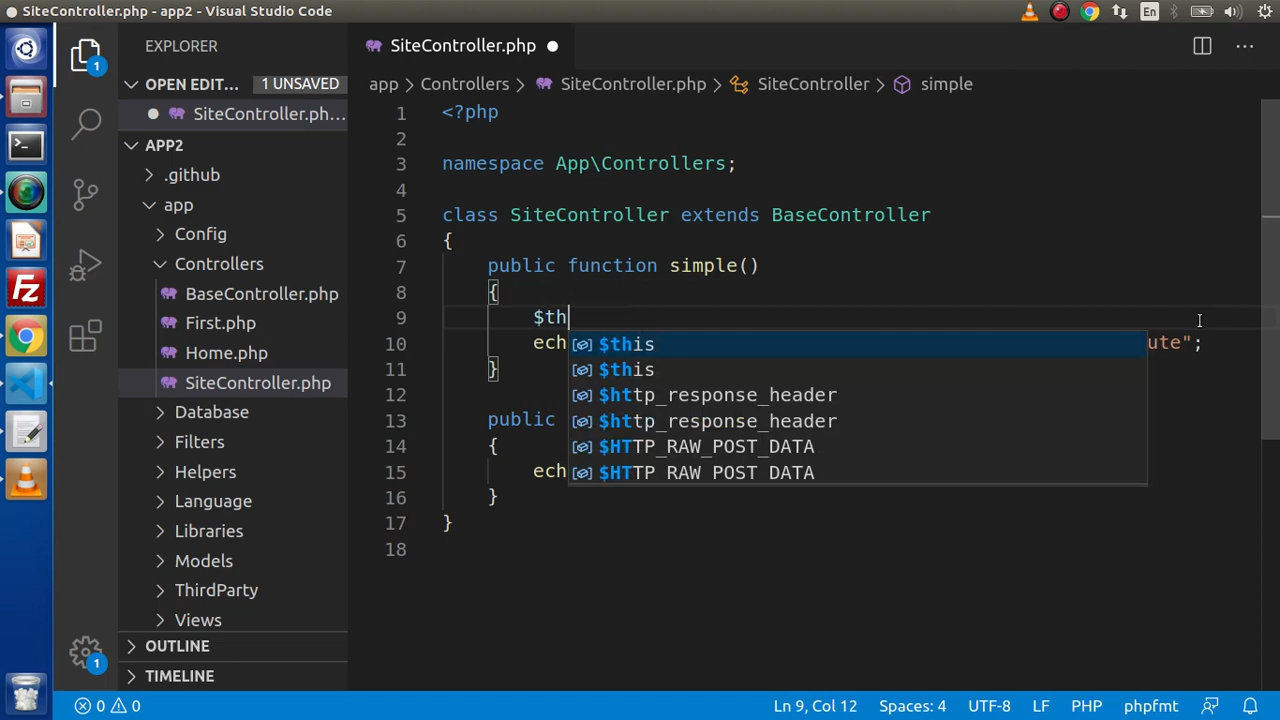 SiteController.php - app2 - Visual Studio Code
En
EXPLORER
OPEN EDIT...
1 UNSAVED
SiteController.ph...
APP2
.github
app
Config
Controllers
BaseController.php
First.php
Home.php
SiteController.php
Database
Filters
Helpers
Language
Libraries
Models
ThirdParty
Views
OUTLINE
TIMELINE
1
1
SiteController.php
app
Controllers
SiteController.php
SiteController
simple
1 <?php
2
3 namespace App\Controllers;
4
5 class SiteController extends BaseController
6 {
7 public function simple()
8 {
9 $th
10 ech ute";
11 }
12
13 public
14 {
15 ech
16 }
17 }
18
$this
$this
$http_response_header
$http_response_header
$HTTP_RAW_POST_DATA
$HTTP_RAW_POST_DATA
0 0
Ln 9, Col 12
Spaces: 4
UTF-8
LF
PHP
phpfmt